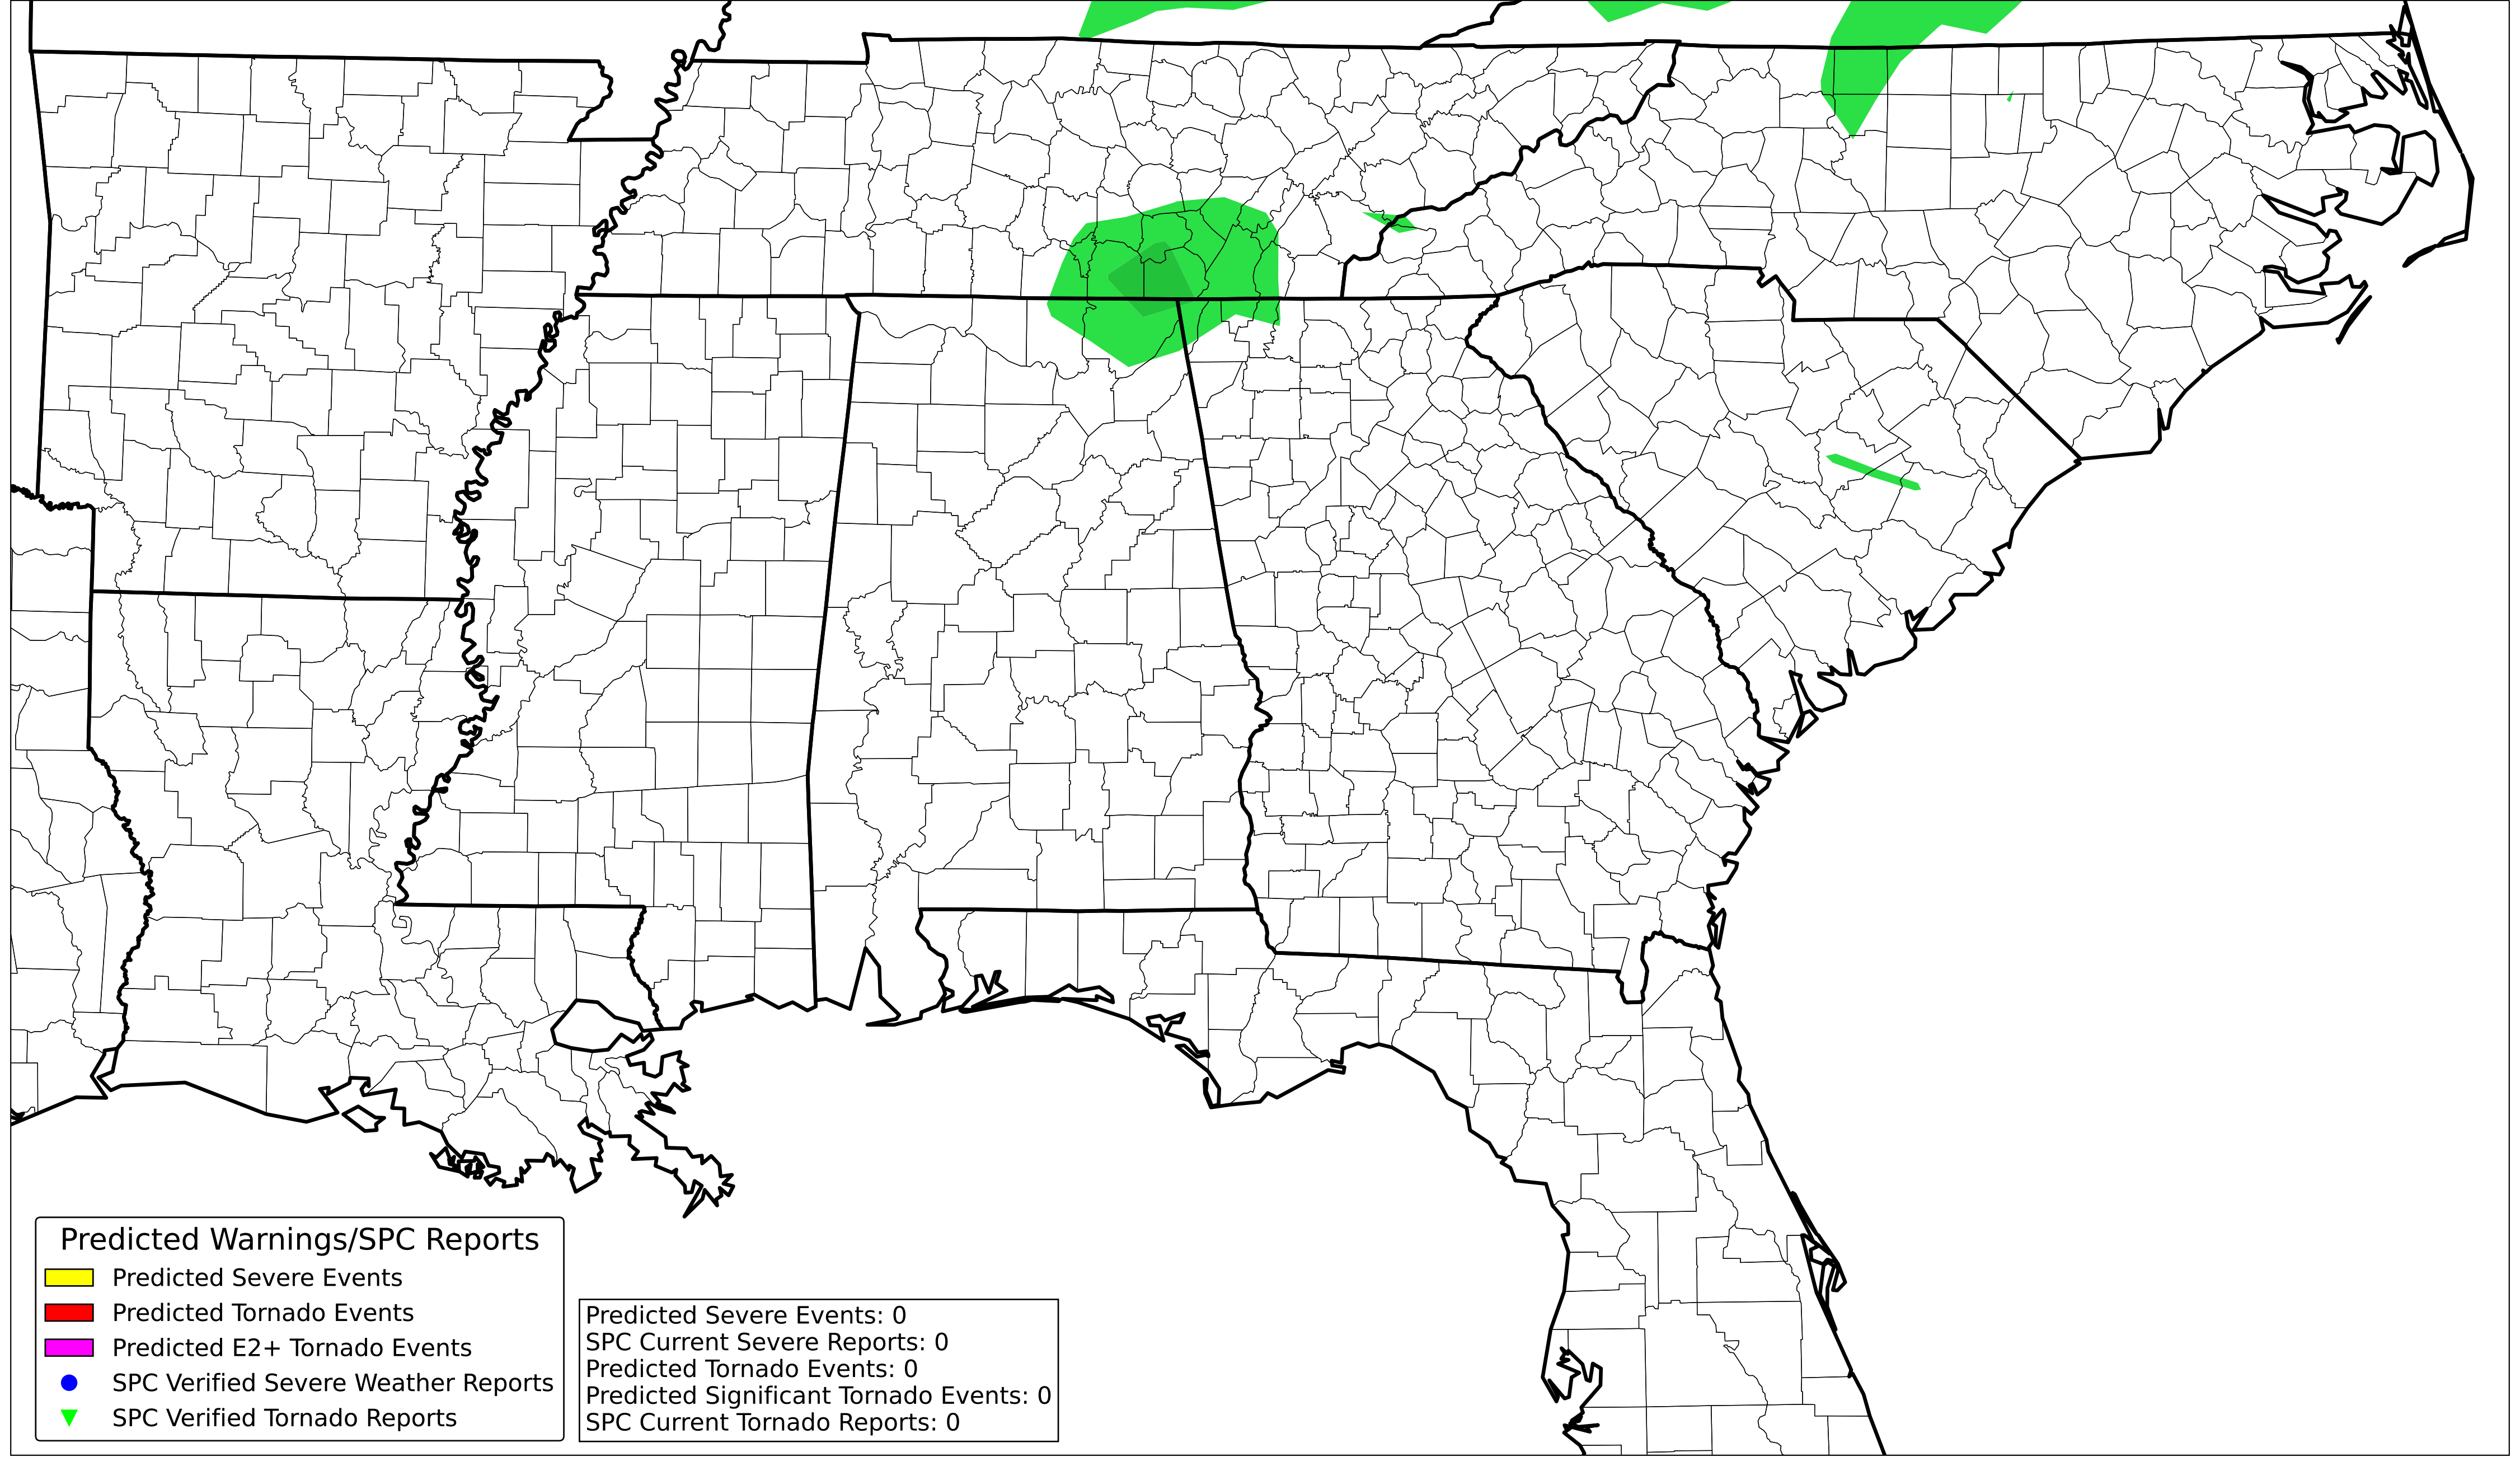 Predicted Warnings/SPC Reports
Predicted Severe Events
Predicted Tornado Events
Predicted E2+ Tornado Events
SPC Verified Severe Weather Reports
SPC Verified Tornado Reports
Predicted Severe Events: 0
SPC Current Severe Reports: 0
Predicted Tornado Events: 0
Predicted Significant Tornado Events: 0
SPC Current Tornado Reports: 0